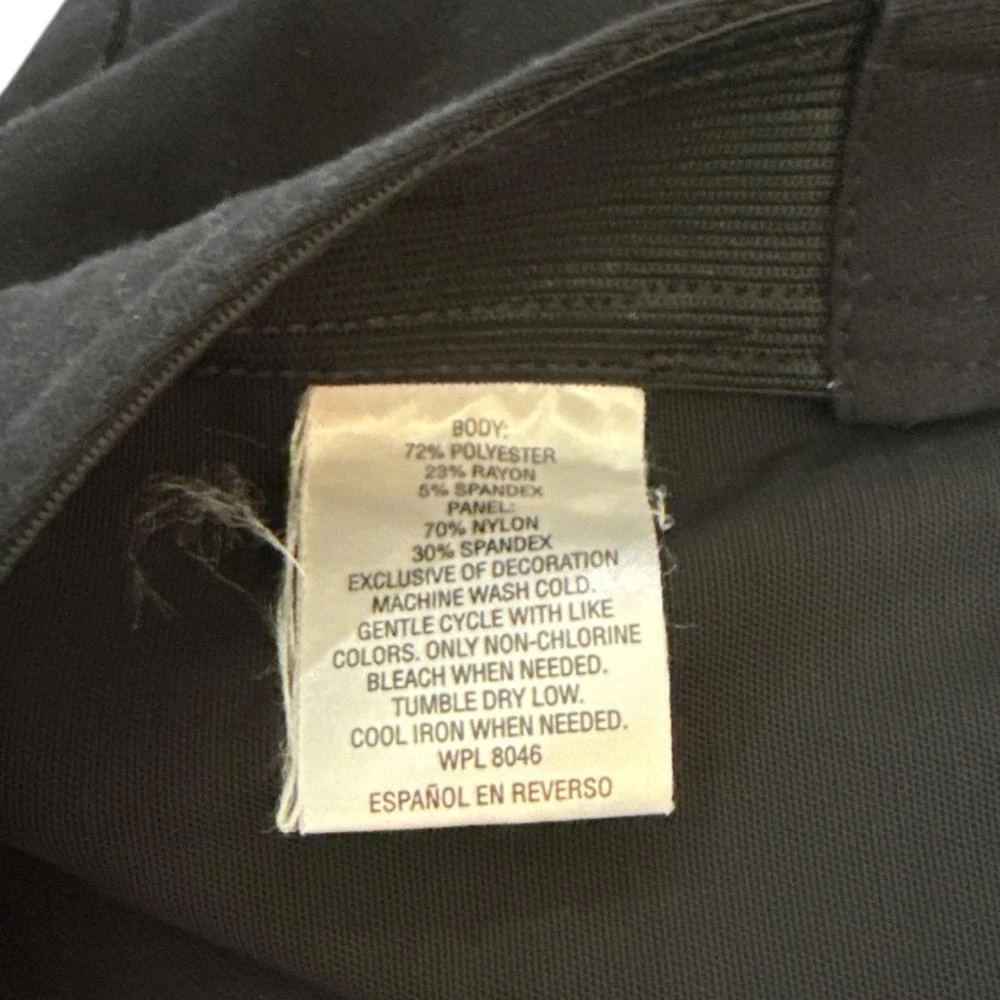 BODY:
72% POLYESTER
23% RAYON
5% SPANDEX
PANEL:
70% NYLON
30% SPANDEX
EXCLUSIVE OF DECORATION
MACHINE WASH COLD.
GENTLE CYCLE WITH LIKE
COLORS. ONLY NON-CHLORINE
BLEACH WHEN NEEDED.
TUMBLE DRY LOW.
COOL IRON WHEN NEEDED.
WPL 8046
ESPAÑOL EN REVERSO